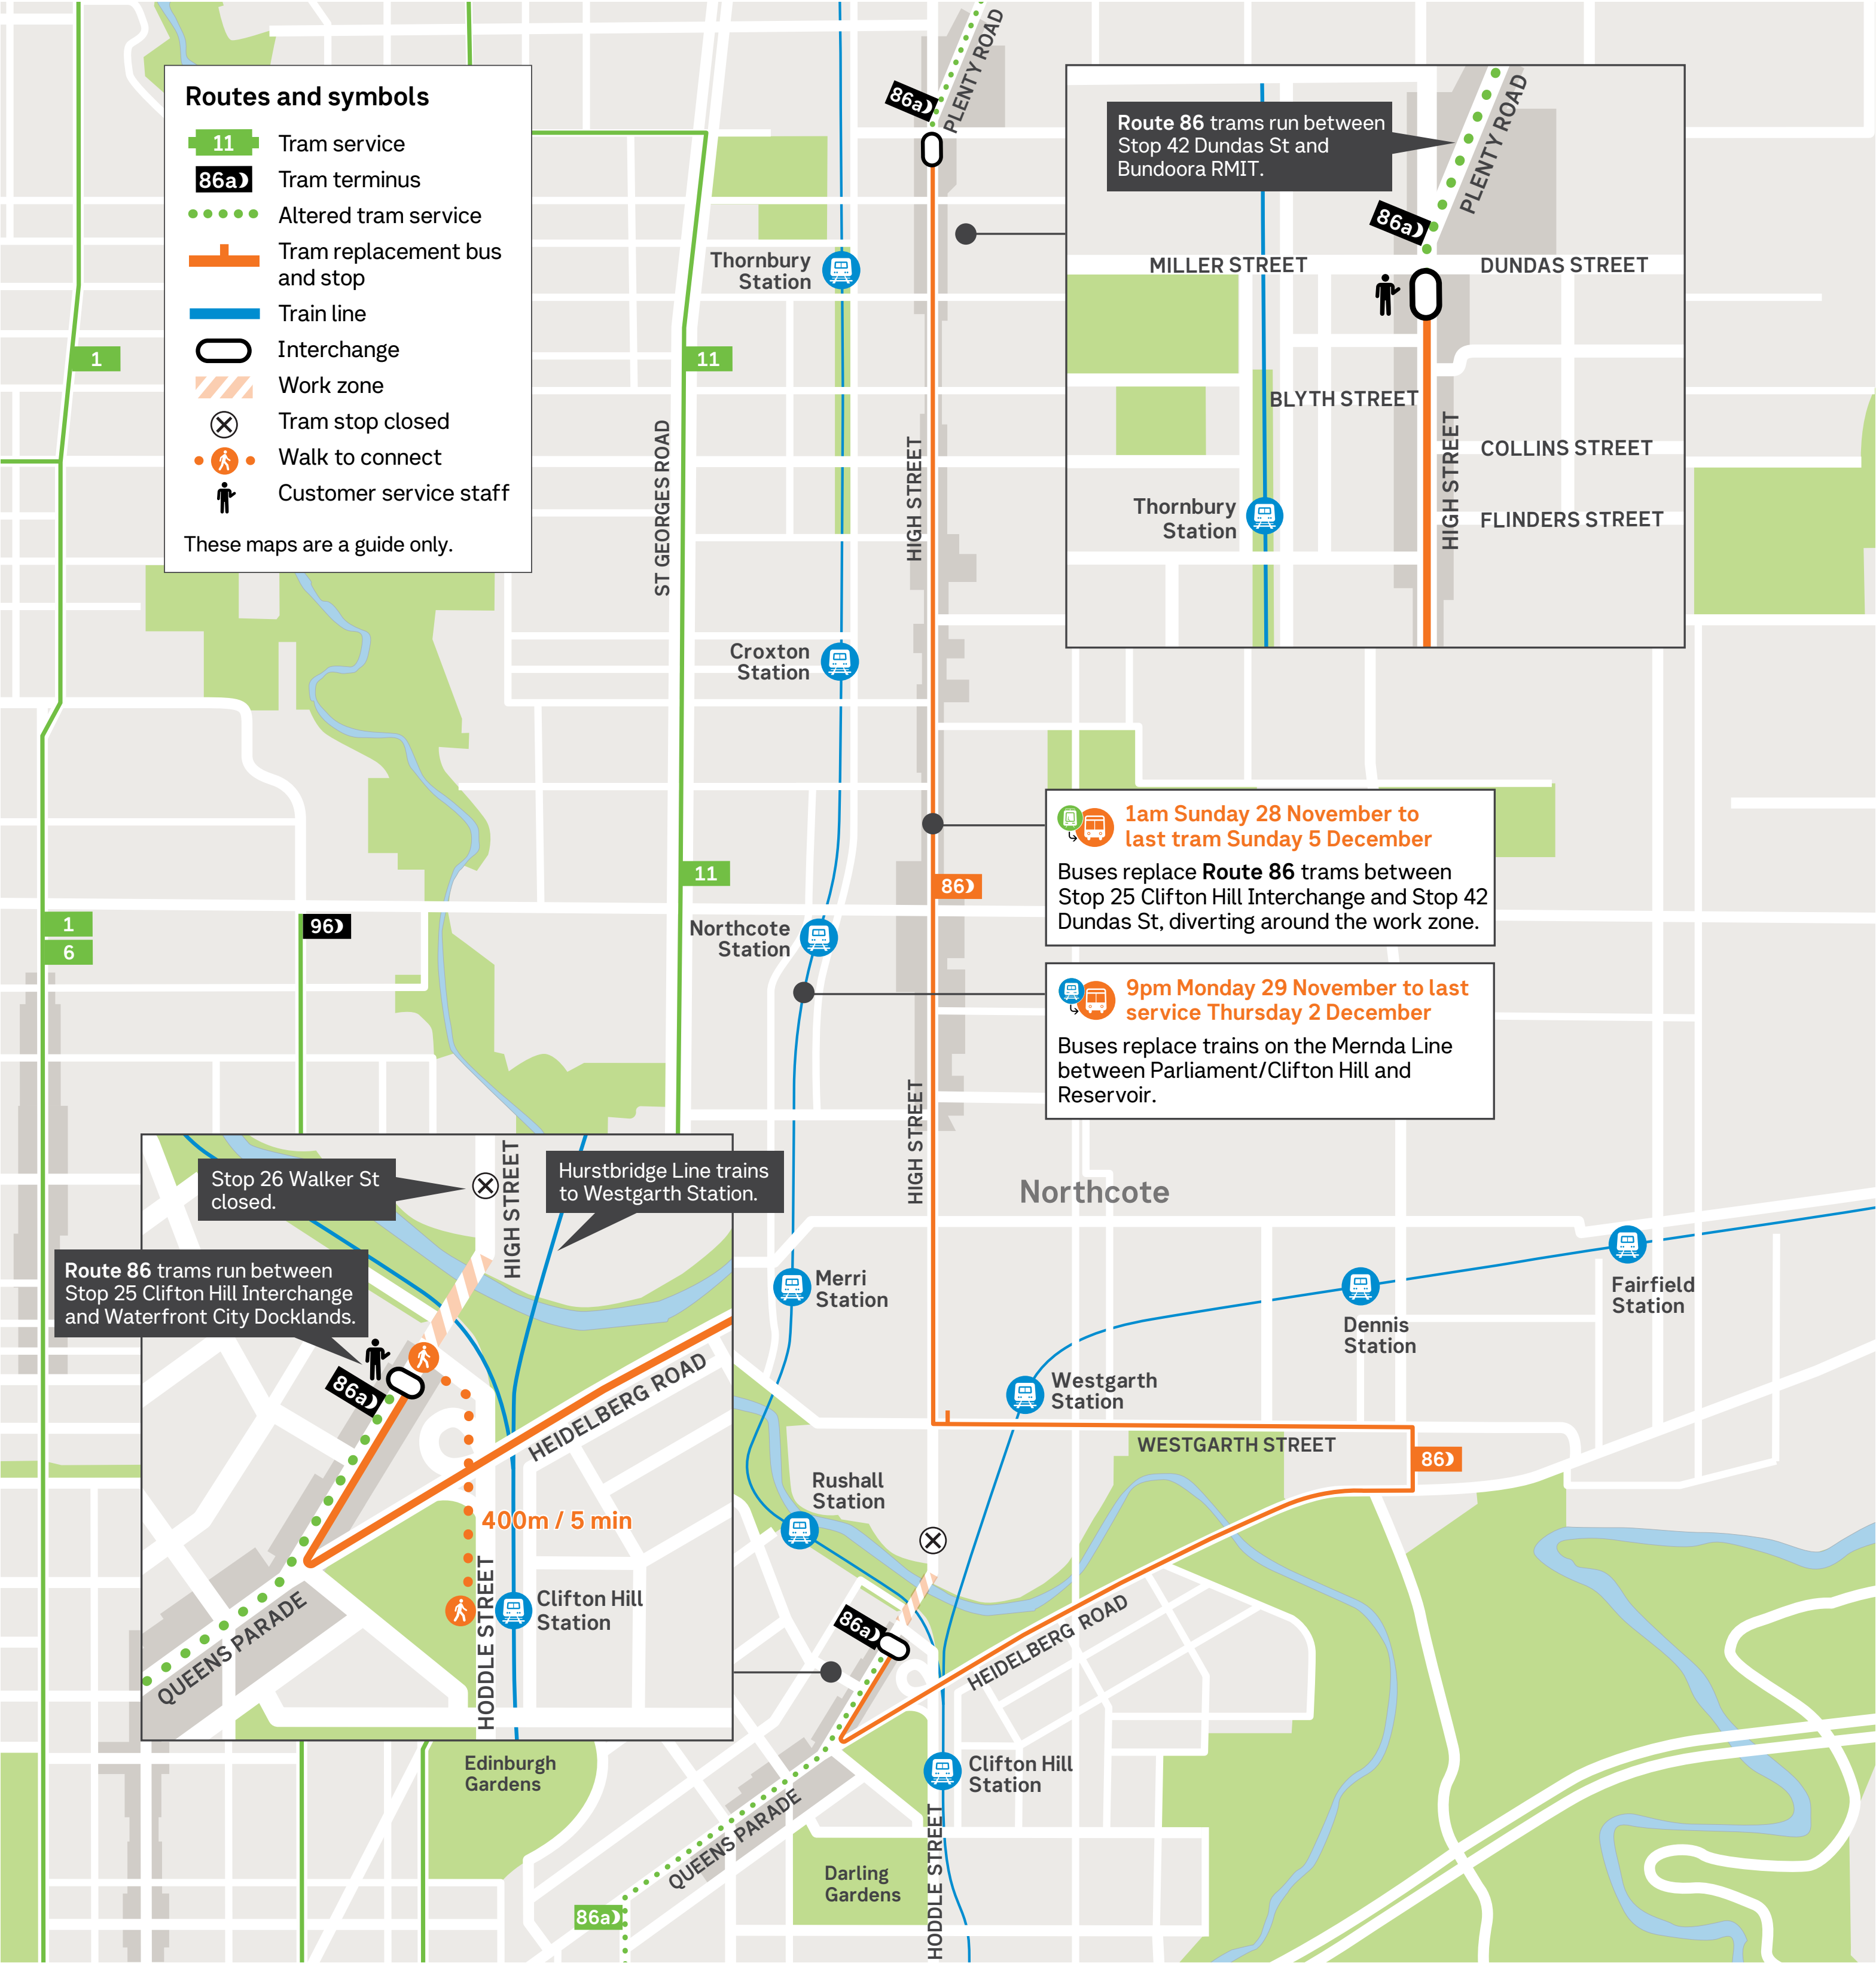 PLENTY ROAD
86a
Routes and symbols
11
Tram service
86a
Tram terminus
Altered tram service
Tram replacement bus
and stop
Train line
Interchange
Work zone
Tram stop closed
Walk to connect
Customer service staff
These maps are a guide only.
Route 86 trams run between
Stop 42 Dundas St and
Bundoora RMIT.
PLENTY ROAD
86a
MILLER STREET
DUNDAS STREET
BLYTH STREET
HIGH STREET
COLLINS STREET
FLINDERS STREET
Thornbury
Station
Thornbury
Station
1
11
ST GEORGES ROAD
HIGH STREET
Croxton
Station
1am Sunday 28 November to
last tram Sunday 5 December
Buses replace Route 86 trams between
Stop 25 Clifton Hill Interchange and Stop 42
Dundas St, diverting around the work zone.
11
86
1
6
96
Northcote
Station
9pm Monday 29 November to last
service Thursday 2 December
Buses replace trains on the Mernda Line
between Parliament/Clifton Hill and
Reservoir.
HIGH STREET
Northcote
Stop 26 Walker St
closed.
HIGH STREET
Hurstbridge Line trains
to Westgarth Station.
Route 86 trams run between
Stop 25 Clifton Hill Interchange
and Waterfront City Docklands.
86a
HEIDELBERG ROAD
400m / 5 min
HODDLE STREET
Clifton Hill
Station
QUEENS PARADE
Merri
Station
Fairfield
Station
Dennis
Station
Westgarth
Station
WESTGARTH STREET
86
Rushall
Station
86a
HEIDELBERG ROAD
Clifton Hill
Station
Edinburgh
Gardens
QUEENS PARADE
Darling
Gardens
HODDLE STREET
86a